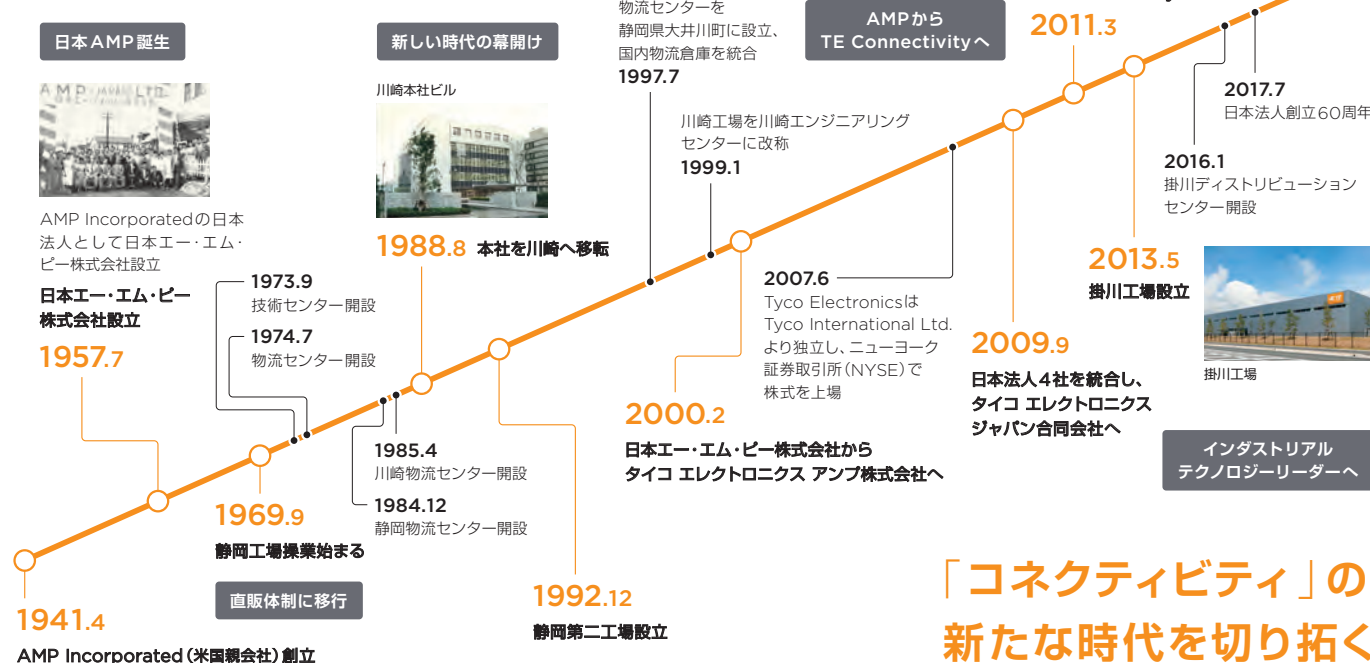 日本AMP誕生
AMP JAPAN LTD.
AMP Incorporatedの日本
法人として日本エー・エム・
ピー株式会社設立
日本エー・エム・ピー
株式会社設立
1957.7
1941.4
AMP Incorporated（米国親会社）創立
1969.9
静岡工場操業始まる
直販体制に移行
1973.9
技術センター開設
1974.7
物流センター開設
新しい時代の幕開け
川崎本社ビル
1988.8 本社を川崎へ移転
1985.4
川崎物流センター開設
1984.12
静岡物流センター開設
1992.12
静岡第二工場設立
物流センターを
静岡県大井川町に設立、
国内物流倉庫を統合
1997.7
川崎工場を川崎エンジニアリング
センターに改称
1999.1
2000.2
日本エー・エム・ピー株式会社から
タイコ エレクトロニクス アンプ株式会社へ
AMPから
TE Connectivityへ
2007.6
Tyco Electronicsは
Tyco International Ltd.
より独立し、ニューヨーク
証券取引所（NYSE）で
株式を上場
2009.9
日本法人4社を統合し、
タイコ エレクトロニクス
ジャパン合同会社へ
2011.3
2013.5
掛川工場設立
掛川工場
2016.1
掛川ディストリビューション
センター開設
2017.7
日本法人創立60周年
インダストリアル
テクノロジーリーダーへ
「コネクティビティ」の
新たな時代を切り拓く